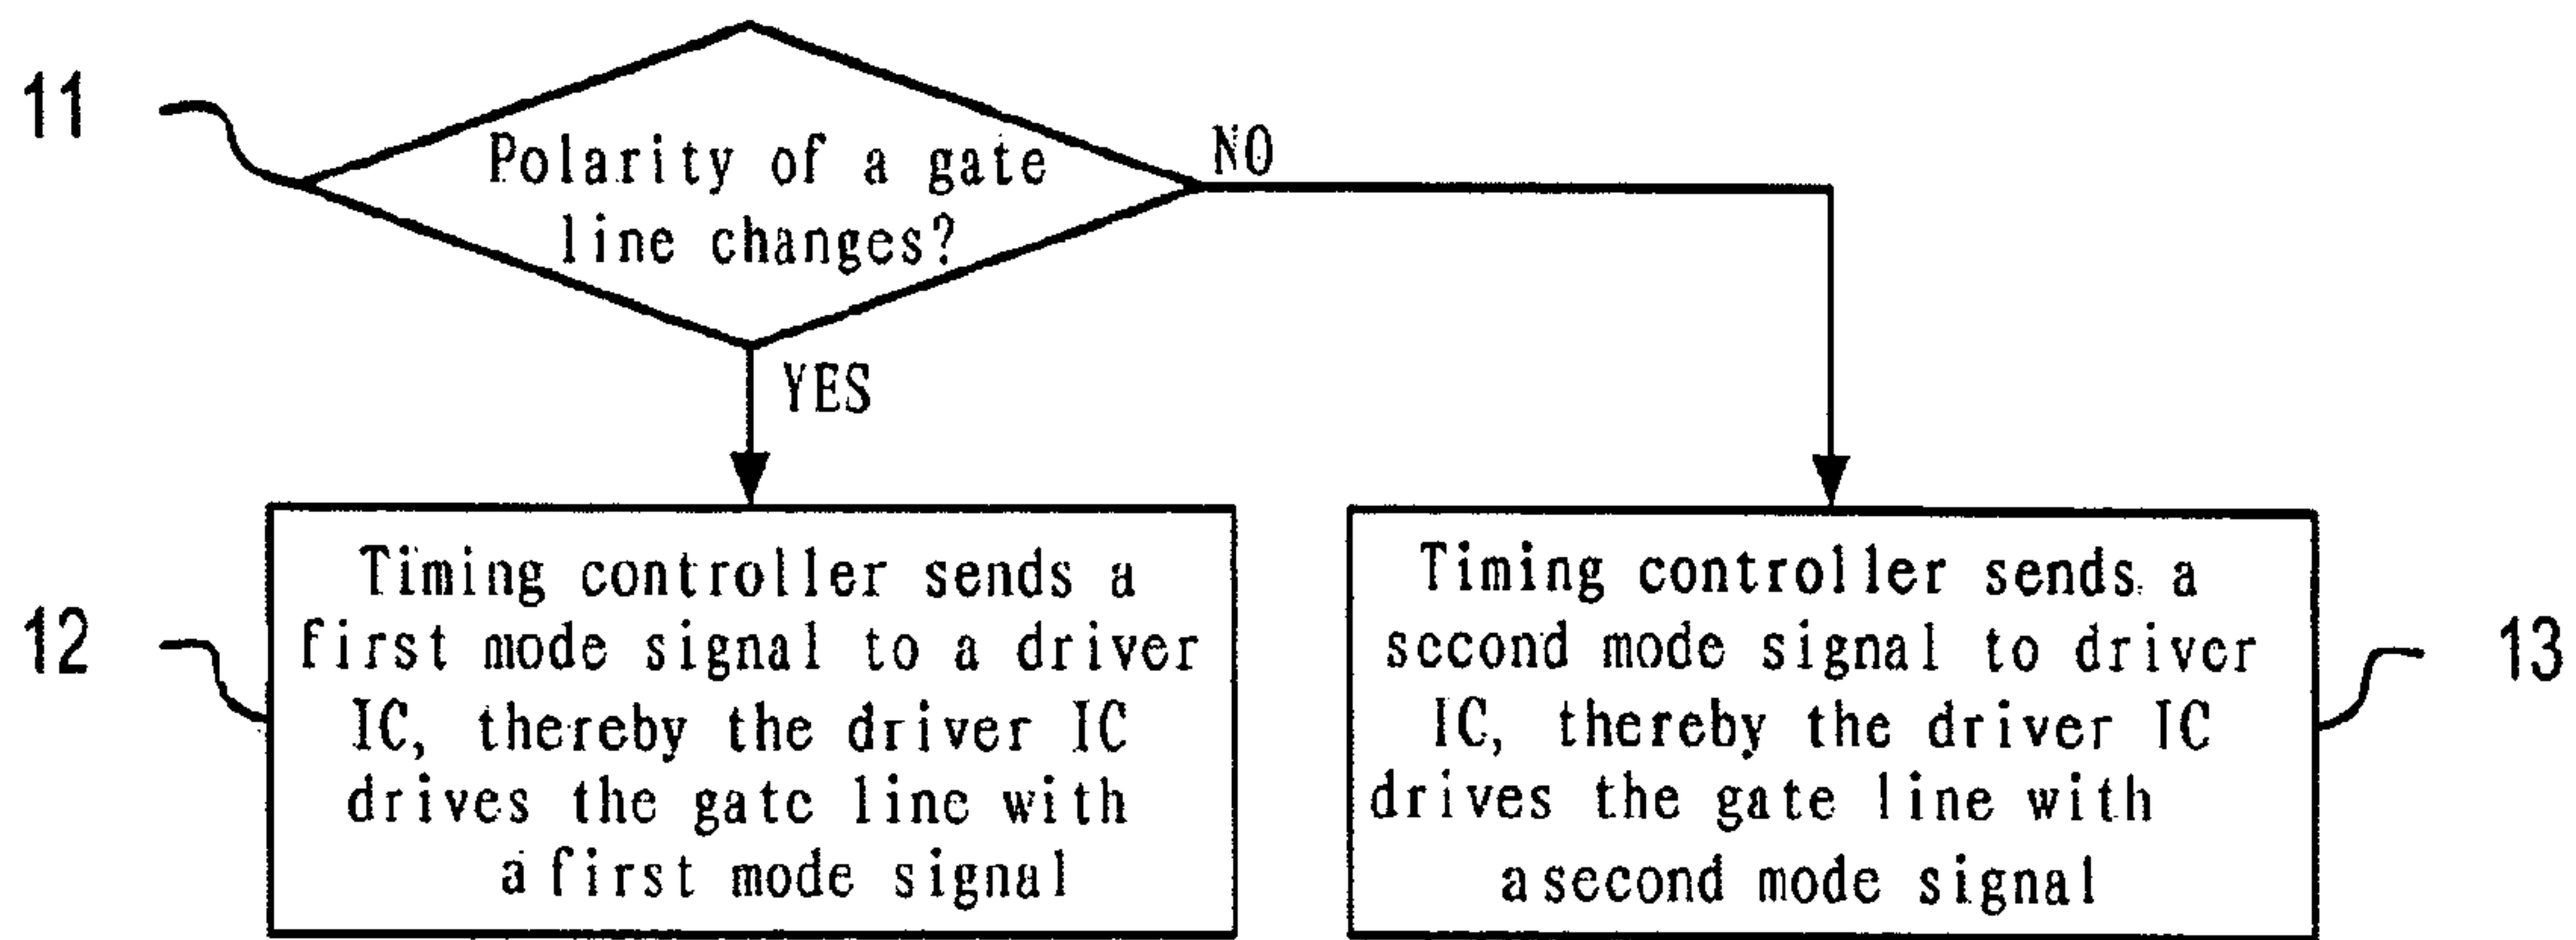 11
Polarity of a gate
line changes?
NO
YES
12
Timing controller sends a
first mode signal to a driver
IC, thereby the driver IC
drives the gate line with
a first mode signal
Timing controller sends a
second mode signal to driver
IC, thereby the driver IC
drives the gate line with
asecond mode signal
13